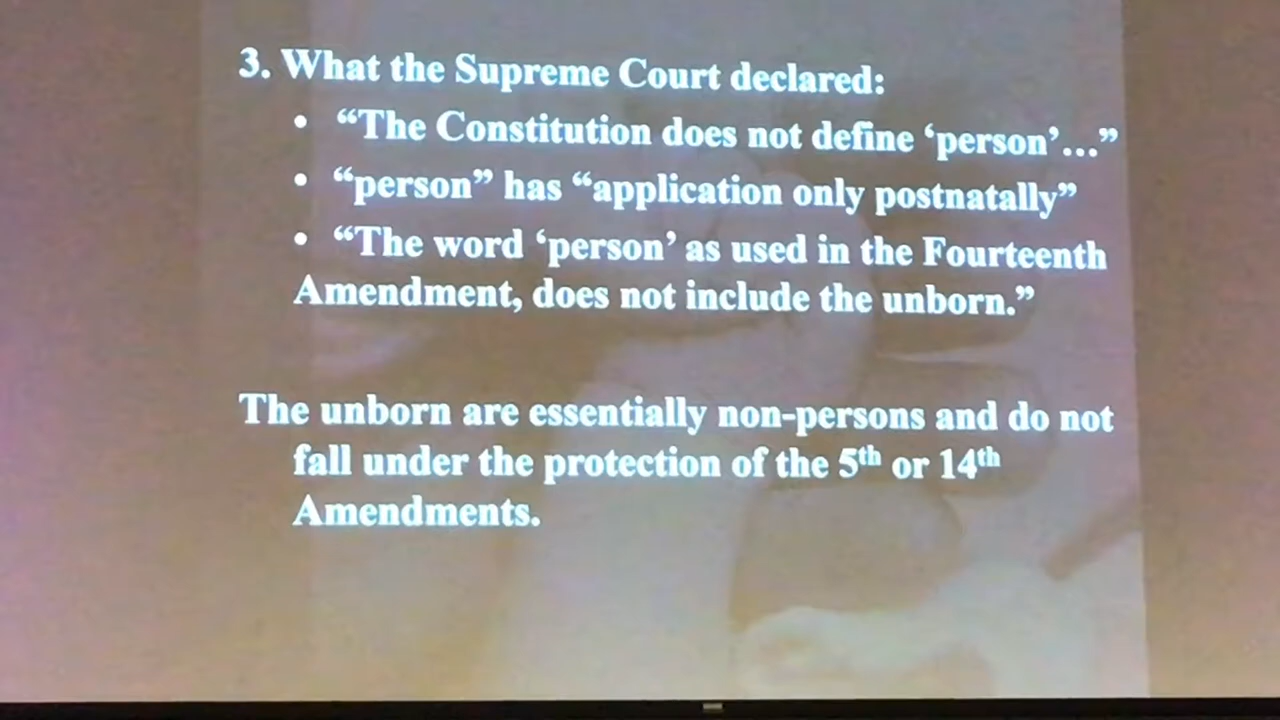 3. What the Supreme Court declared:
• “The Constitution does not define ‘person’...”
• “person” has “application only postnatally”
• “The word ‘person’ as used in the Fourteenth
Amendment, does not include the unborn.”
The unborn are essentially non-persons and do not
fall under the protection of the 5th or 14th
Amendments.